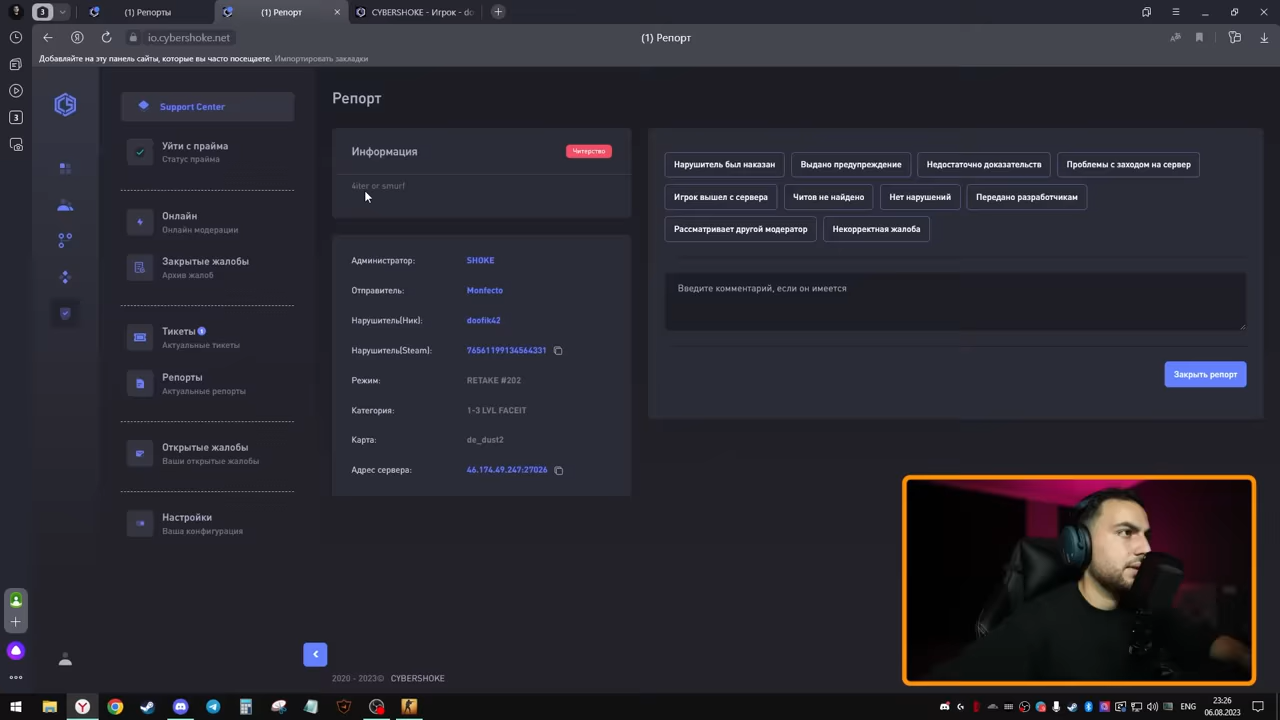 3
(1) Репорты
(1) Репорт
CYBERSHOKE - Игрок - do
io.cybershoke.net
(1) Репорт
Добавляйте на эту панель сайты, которые вы часто посещаете. Импортировать закладки
3
Support Center
Уйти с прайма
Статус прайма
Онлайн
Онлайн модерации
Закрытые жалобы
Архив жалоб
Тикеты 1
Актуальные тикеты
Репорты
Актуальные репорты
Открытые жалобы
Ваши открытые жалобы
Настройки
Ваша конфигурация
Репорт
Информация
Читерство
4iter or smurf
Администратор: SHOKE
Отправитель: Monfecto
Нарушитель(Ник): doofik42
Нарушитель(Steam): 76561199134564331
Режим: RETAKE #202
Категория: 1-3 LVL FACEIT
Карта: de_dust2
Адрес сервера: 46.174.49.247:27026
Нарушитель был наказан
Выдано предупреждение
Недостаточно доказательств
Проблемы с заходом на сервер
Игрок вышел с сервера
Читов не найдено
Нет нарушений
Передано разработчикам
Рассматривает другой модератор
Некорректная жалоба
Введите комментарий, если он имеется
Закрыть репорт
2020 - 2023© CYBERSHOKE
ENG
23:26
06.08.2023